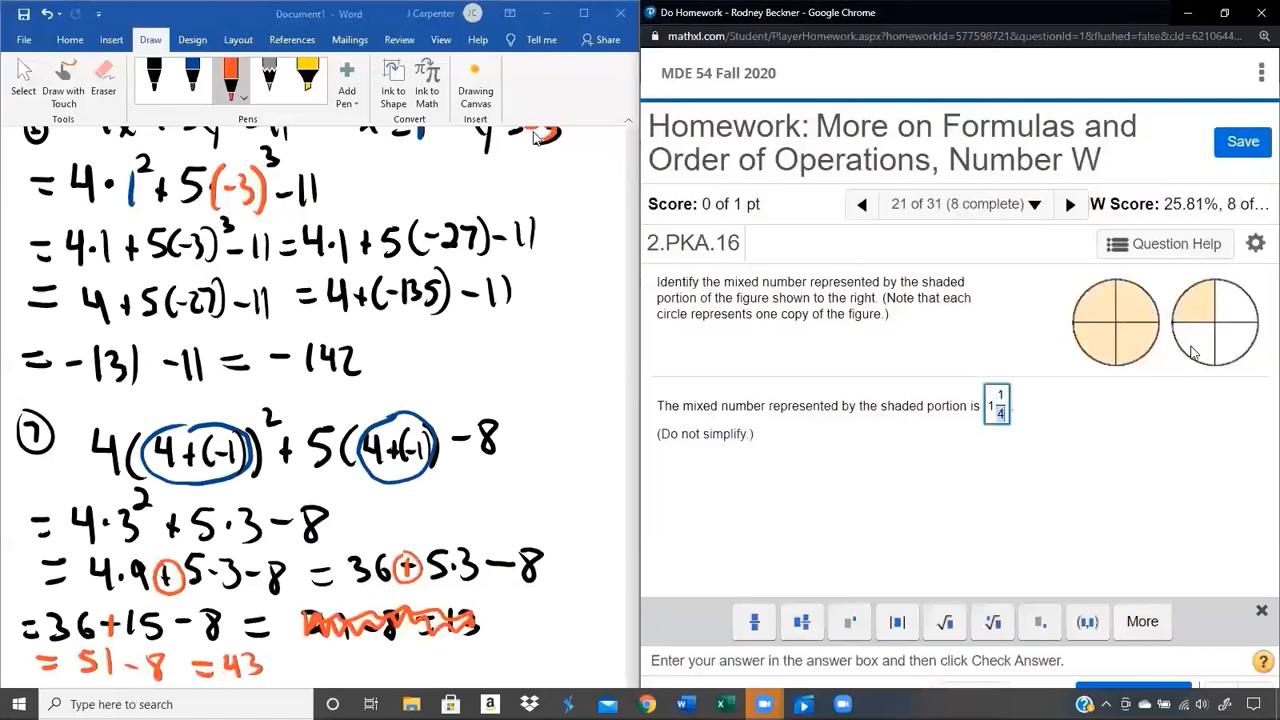 Document1 - Word
J Carpenter JC
File Home Insert Draw Design Layout References Mailings Review View Help Tell me Share
Select Draw with Touch Eraser Add Pen Ink to Shape Ink to Math Drawing Canvas
Tools Pens Convert Insert
= 4 · 1² + 5 (-3)³ - 11
= 4·1 + 5(-3)³ - 11 = 4·1 + 5(-27) - 11
= 4 + 5(-27) - 11 = 4 + (-135) - 11
= -131 - 11 = -142
7 4(4+(-1))² + 5(4+(-1)) - 8
= 4·3² + 5·3 - 8
= 4·9 + 5·3 - 8 = 36 + 5·3 - 8
= 36 + 15 - 8 =
= 51 - 8 = 43
Do Homework - Rodney Beckner - Google Chrome
mathxl.com/Student/PlayerHomework.aspx?homeworkId=577598721&questionId=1&flushed=false&cId=6210644...
MDE 54 Fall 2020
Homework: More on Formulas and
Order of Operations, Number W
Save
Score: 0 of 1 pt
21 of 31 (8 complete)
W Score: 25.81%, 8 of...
2.PKA.16
Question Help
Identify the mixed number represented by the shaded
portion of the figure shown to the right. (Note that each
circle represents one copy of the figure.)
The mixed number represented by the shaded portion is 1 1/4 .
(Do not simplify.)
More
Enter your answer in the answer box and then click Check Answer.
?
Type here to search